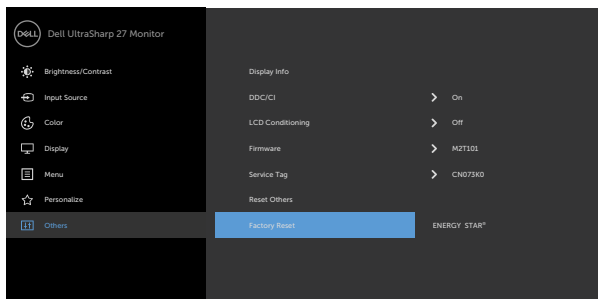 DELL Dell UltraSharp 27 Monitor
Brightness/Contrast Display Info
Input Source DDC/CI On
Color LCD Conditioning Off
Display Firmware M2T101
Menu Service Tag CN073K0
Personalize Reset Others
Others Factory Reset ENERGY STAR®